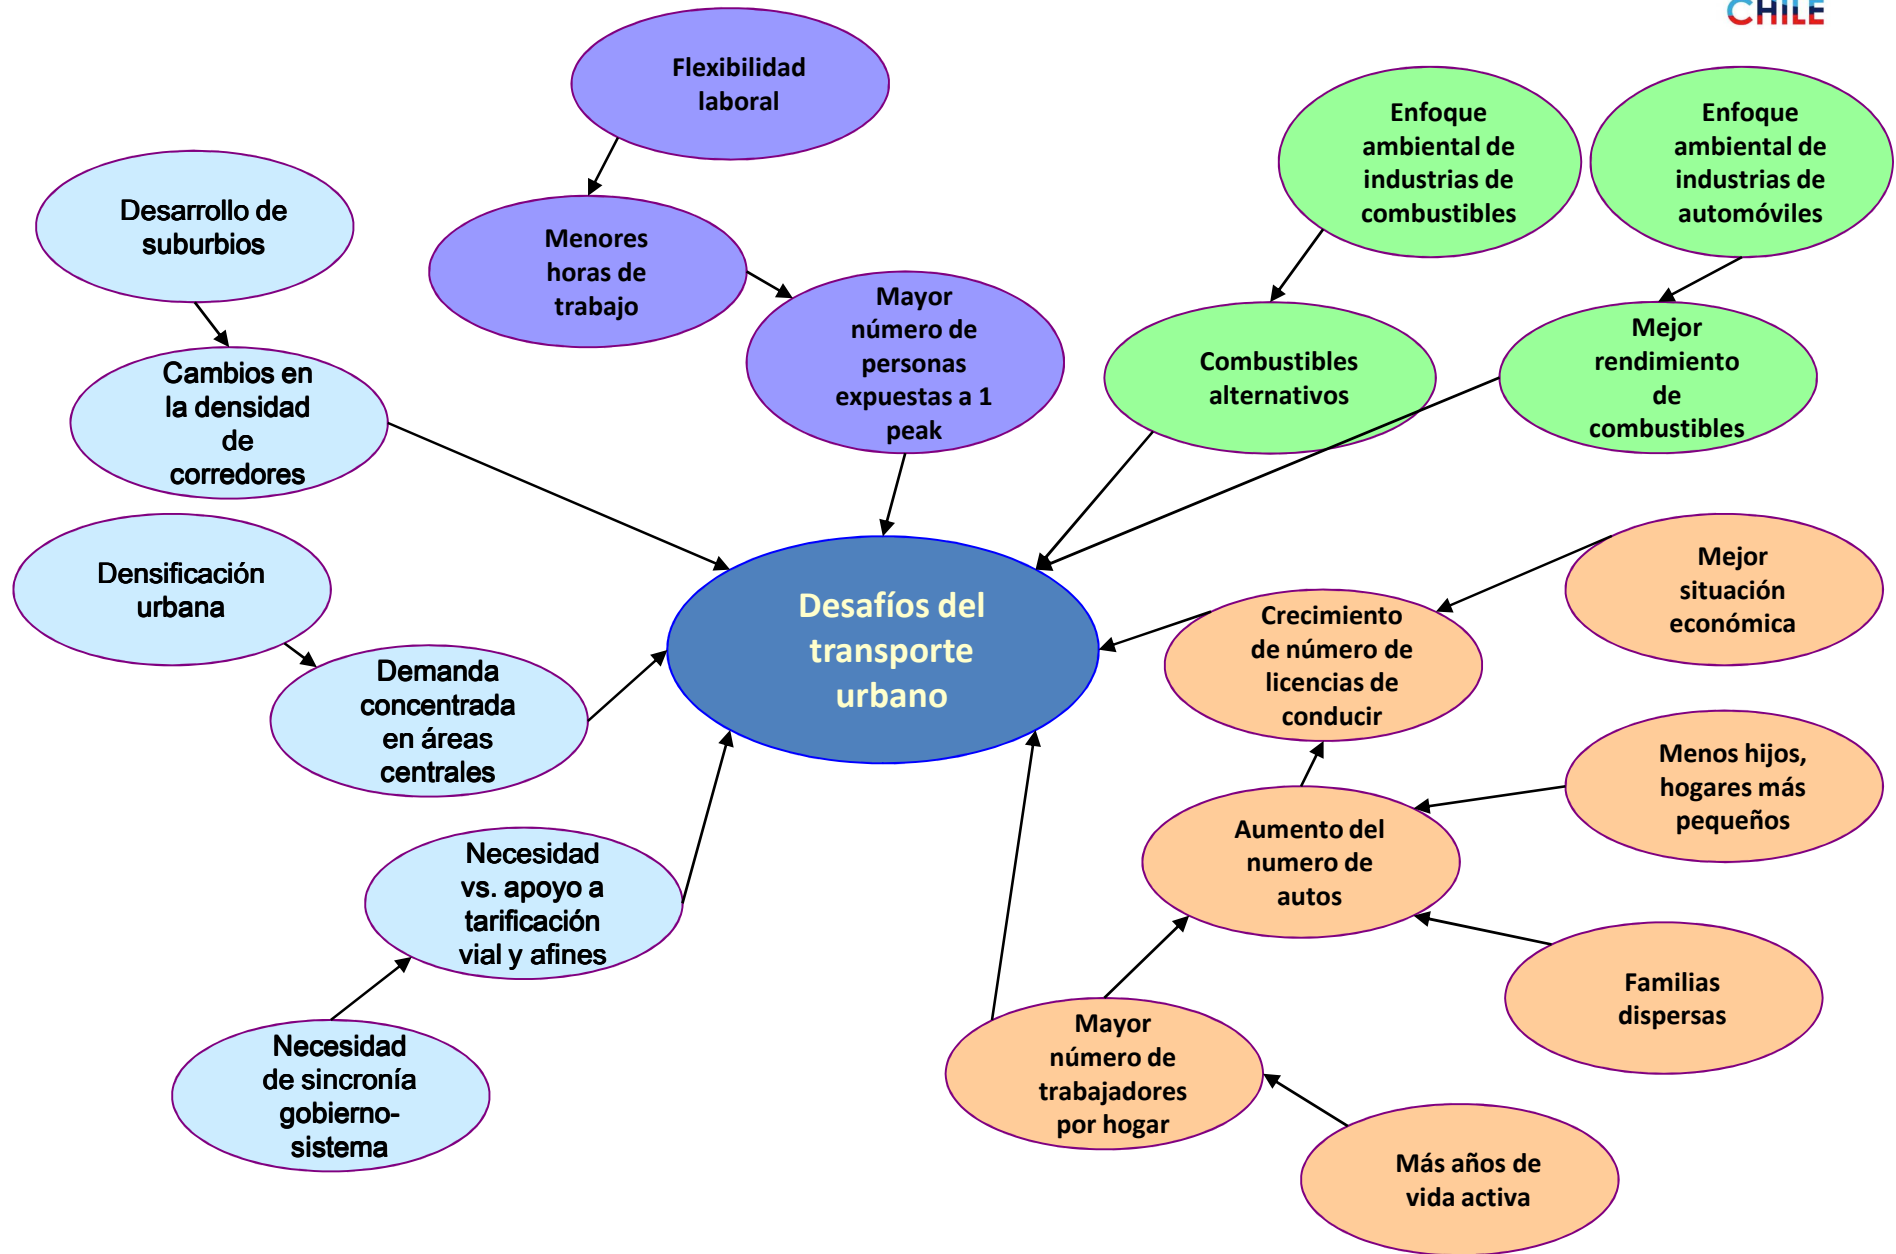 CHILE
Flexibilidad
laboral
Enfoque
ambiental de
industrias de
combustibles
Enfoque
ambiental de
industrias de
automóviles
Desarrollo de
suburbios
Menores
horas de
trabajo
Mayor
número de
personas
expuestas a 1
peak
Combustibles
alternativos
Mejor
rendimiento
de
combustibles
Cambios en
la densidad
de
corredores
Densificación
urbana
Desafíos del
transporte
urbano
Crecimiento
de número de
licencias de
conducir
Mejor
situación
económica
Demanda
concentrada
en áreas
centrales
Menos hijos,
hogares más
pequeños
Aumento del
numero de
autos
Necesidad
vs. apoyo a
tarificación
vial y afines
Familias
dispersas
Necesidad
de sincronía
gobierno-
sistema
Mayor
número de
trabajadores
por hogar
Más años de
vida activa